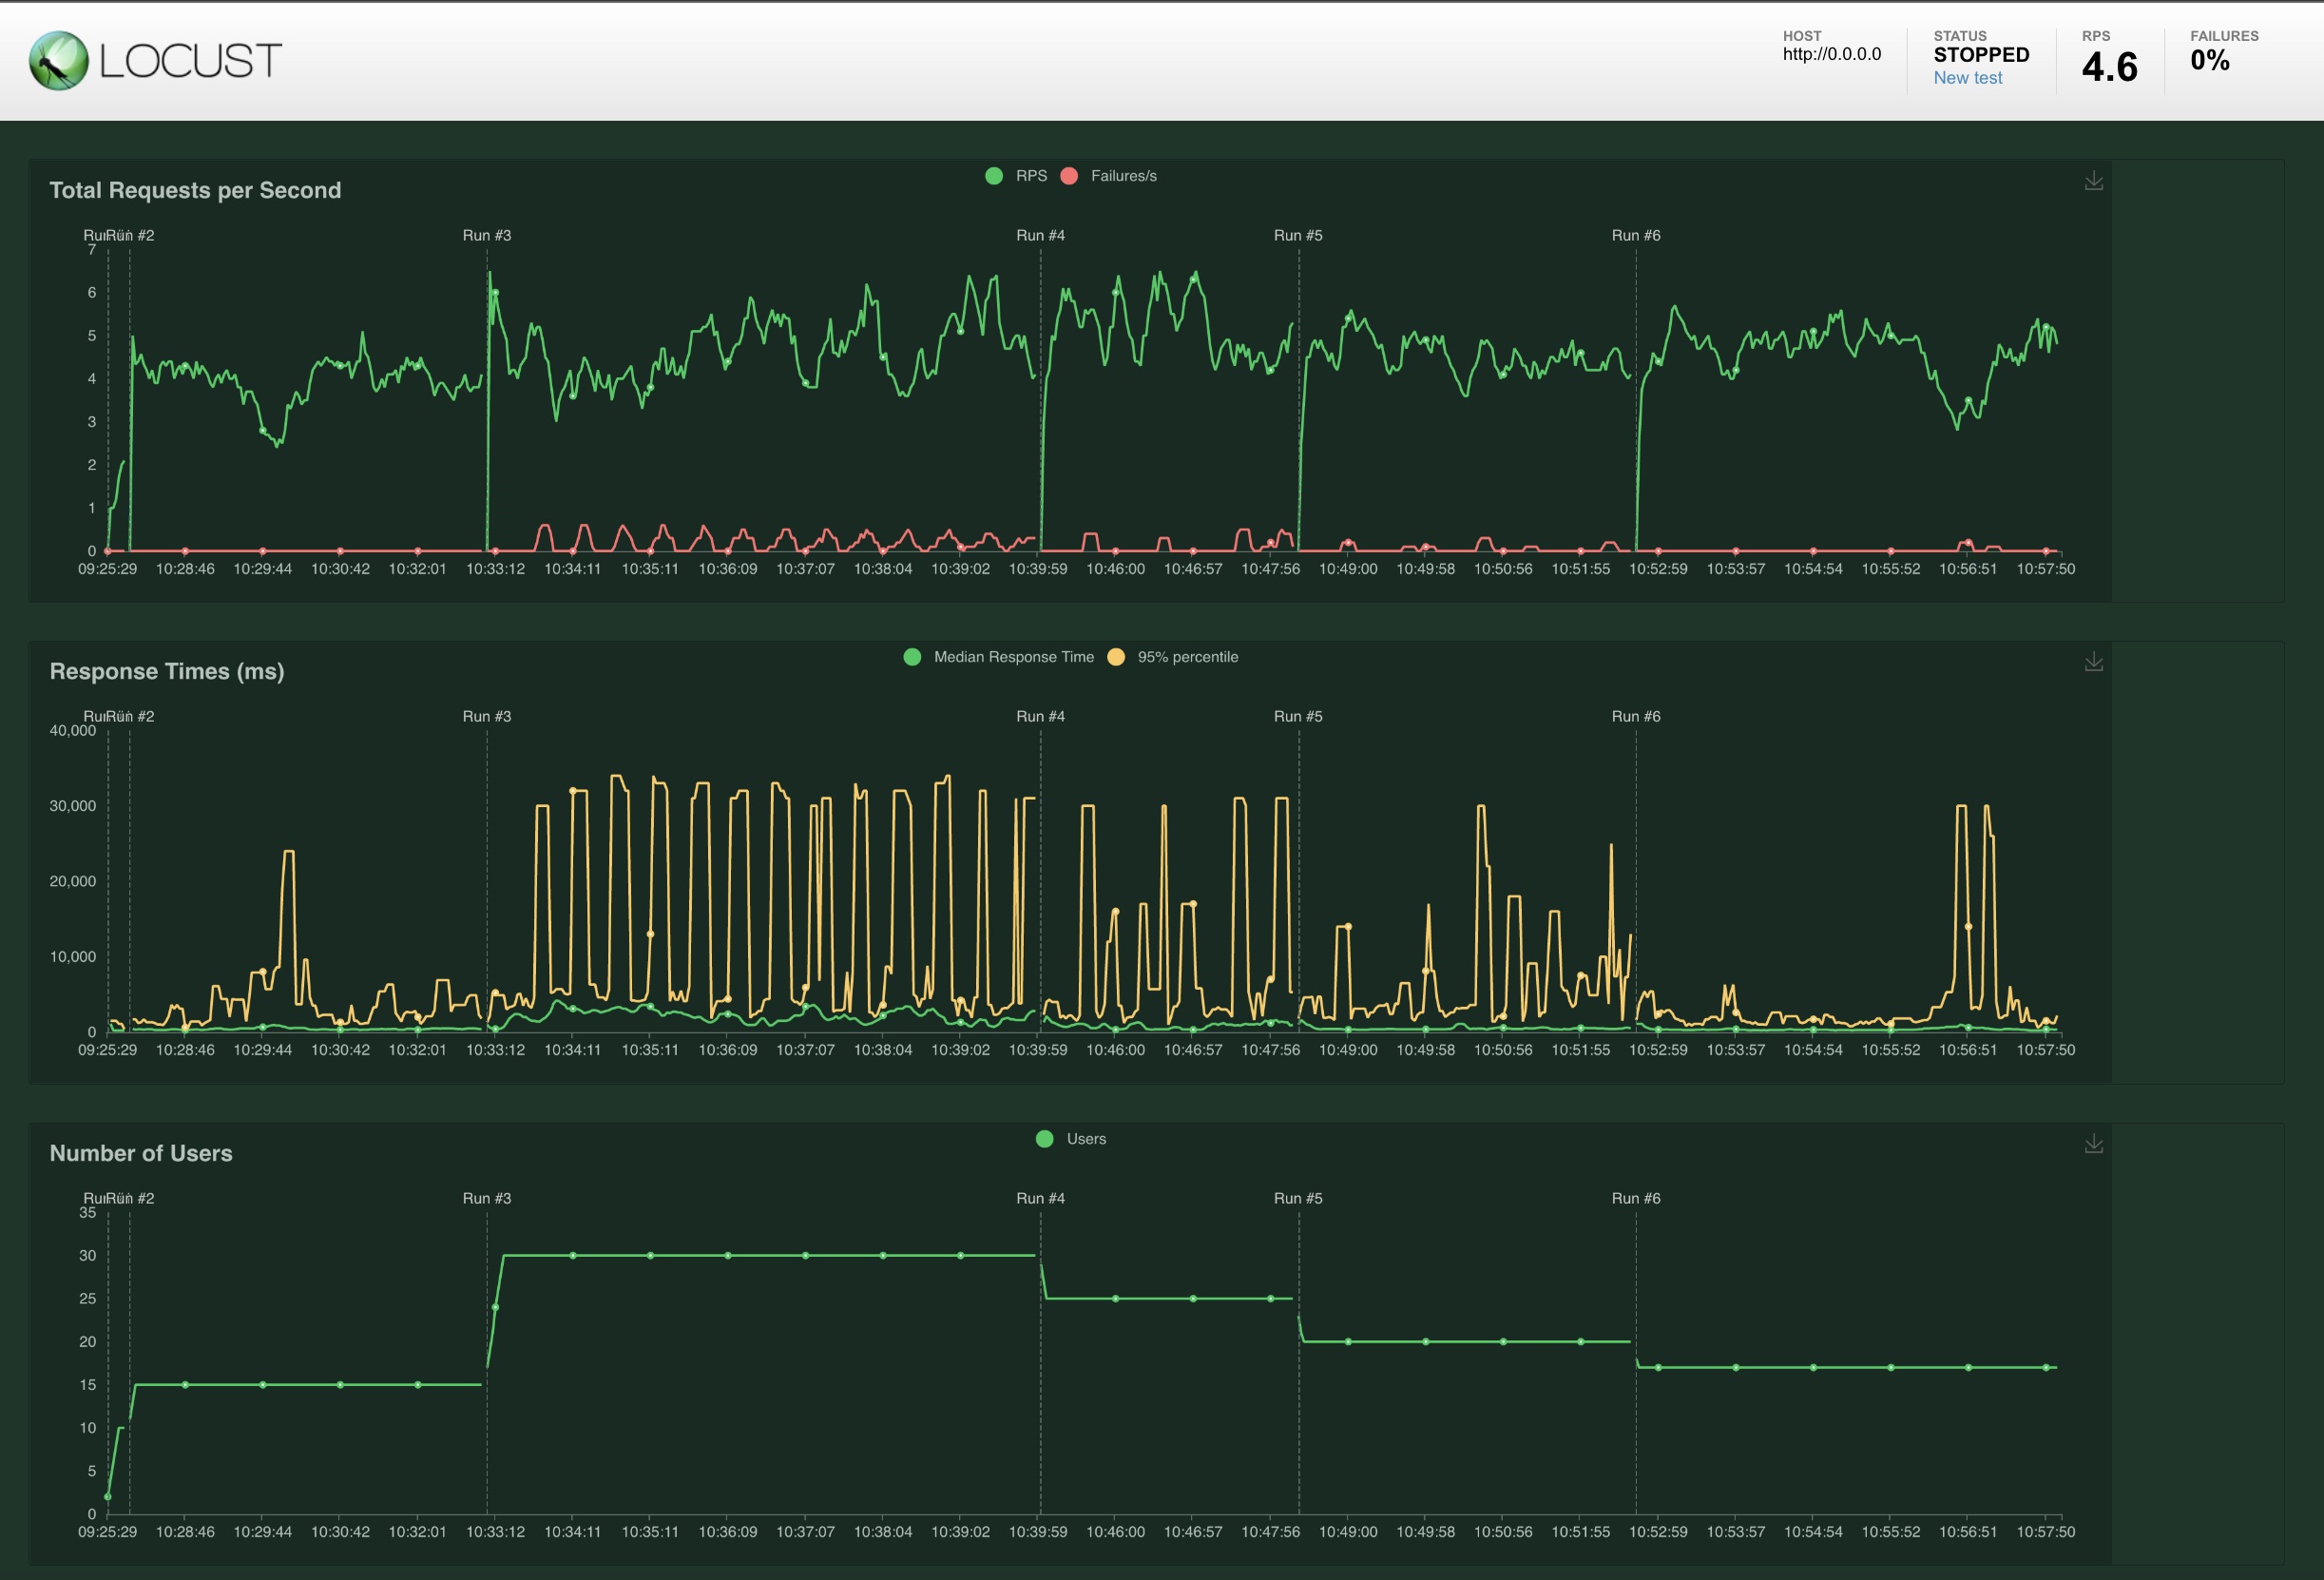 LOCUST
HOST
http://0.0.0.0
STATUS
STOPPED
New test
RPS
4.6
FAILURES
0%
Total Requests per Second
RPS Failures/s
Run #2 Run #3 Run #4 Run #5 Run #6
7
6
5
4
3
2
1
0
09:25:29 10:28:46 10:29:44 10:30:42 10:32:01 10:33:12 10:34:11 10:35:11 10:36:09 10:37:07 10:38:04 10:39:02 10:39:59 10:46:00 10:46:57 10:47:56 10:49:00 10:49:58 10:50:56 10:51:55 10:52:59 10:53:57 10:54:54 10:55:52 10:56:51 10:57:50
Response Times (ms)
Median Response Time 95% percentile
Run #2 Run #3 Run #4 Run #5 Run #6
40,000
30,000
20,000
10,000
0
09:25:29 10:28:46 10:29:44 10:30:42 10:32:01 10:33:12 10:34:11 10:35:11 10:36:09 10:37:07 10:38:04 10:39:02 10:39:59 10:46:00 10:46:57 10:47:56 10:49:00 10:49:58 10:50:56 10:51:55 10:52:59 10:53:57 10:54:54 10:55:52 10:56:51 10:57:50
Number of Users
Users
Run #2 Run #3 Run #4 Run #5 Run #6
35
30
25
20
15
10
5
0
09:25:29 10:28:46 10:29:44 10:30:42 10:32:01 10:33:12 10:34:11 10:35:11 10:36:09 10:37:07 10:38:04 10:39:02 10:39:59 10:46:00 10:46:57 10:47:56 10:49:00 10:49:58 10:50:56 10:51:55 10:52:59 10:53:57 10:54:54 10:55:52 10:56:51 10:57:50